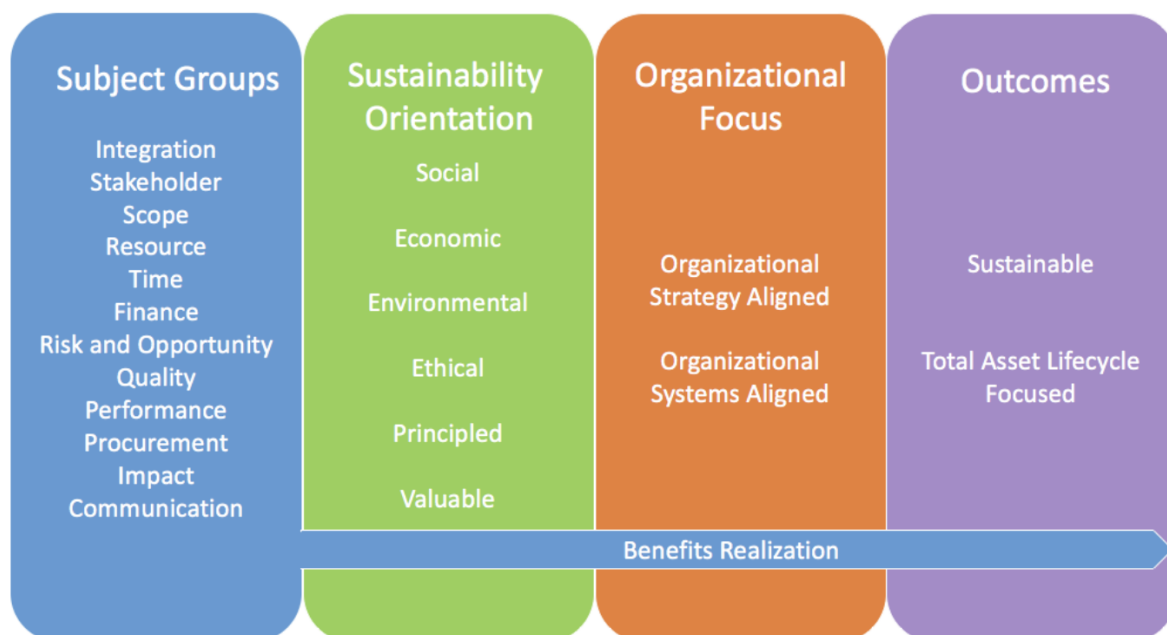 Subject Groups
Integration
Stakeholder
Scope
Resource
Time
Finance
Risk and Opportunity
Quality
Performance
Procurement
Impact
Communication
Sustainability
Orientation
Social
Economic
Environmental
Ethical
Principled
Valuable
Organizational
Focus
Organizational
Strategy Aligned
Organizational
Systems Aligned
Outcomes
Sustainable
Total Asset Lifecycle
Focused
Benefits Realization